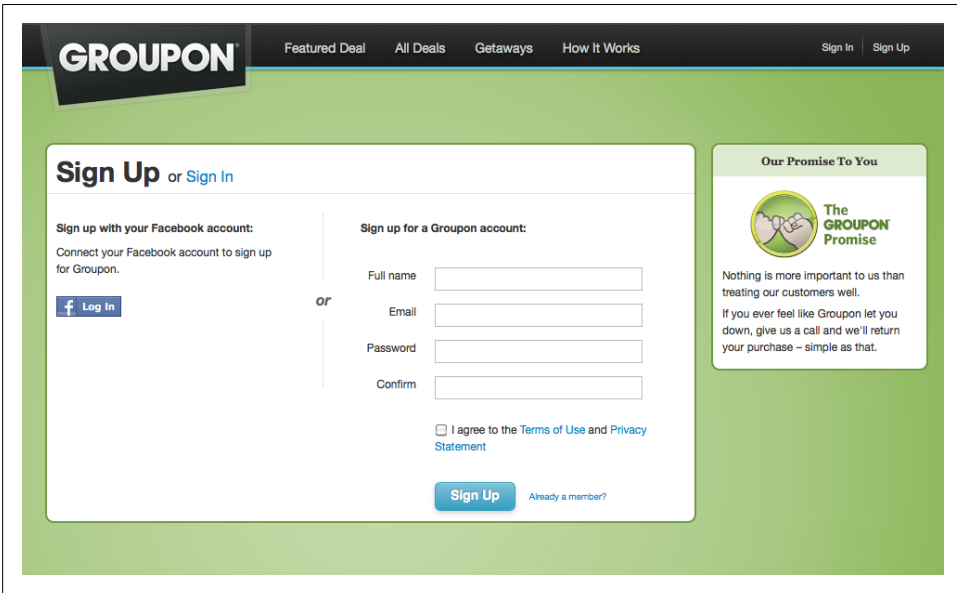 GROUPON®
Featured Deal All Deals Getaways How It Works Sign In Sign Up
Sign Up or Sign In
Sign up with your Facebook account:
Connect your Facebook account to sign up
for Groupon.
f Log In
or
Sign up for a Groupon account:
Full name
Email
Password
Confirm
I agree to the Terms of Use and Privacy
Statement
Sign Up Already a member?
Our Promise To You
The
GROUPON
Promise
Nothing is more important to us than
treating our customers well.
If you ever feel like Groupon let you
down, give us a call and we'll return
your purchase – simple as that.